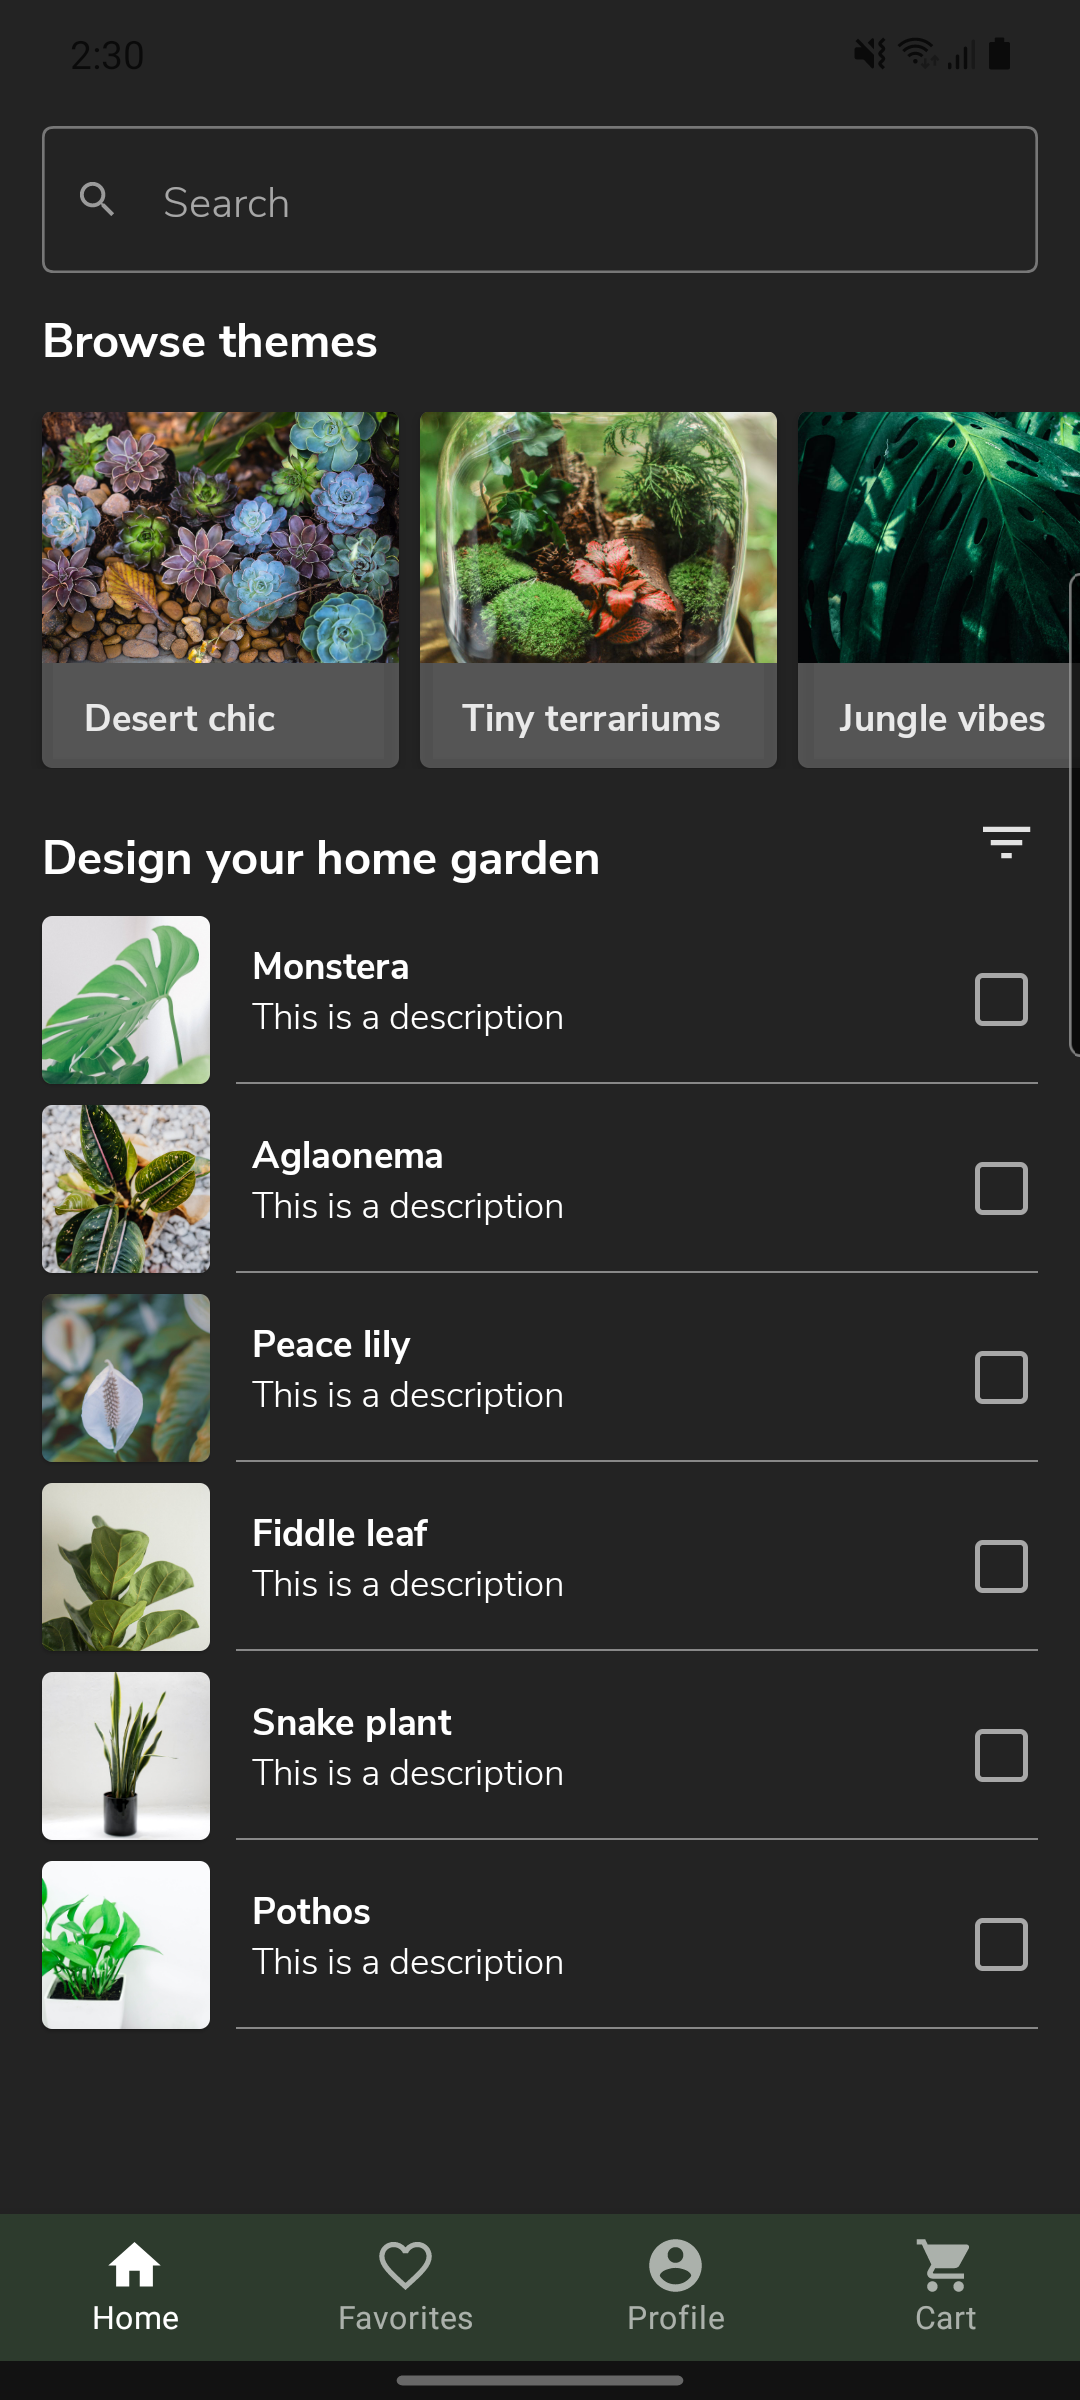 2:30
Search
Browse themes
Desert chic
Tiny terrariums
Jungle vibes
Design your home garden
Monstera
This is a description
Aglaonema
This is a description
Peace lily
This is a description
Fiddle leaf
This is a description
Snake plant
This is a description
Pothos
This is a description
Home
Favorites
Profile
Cart